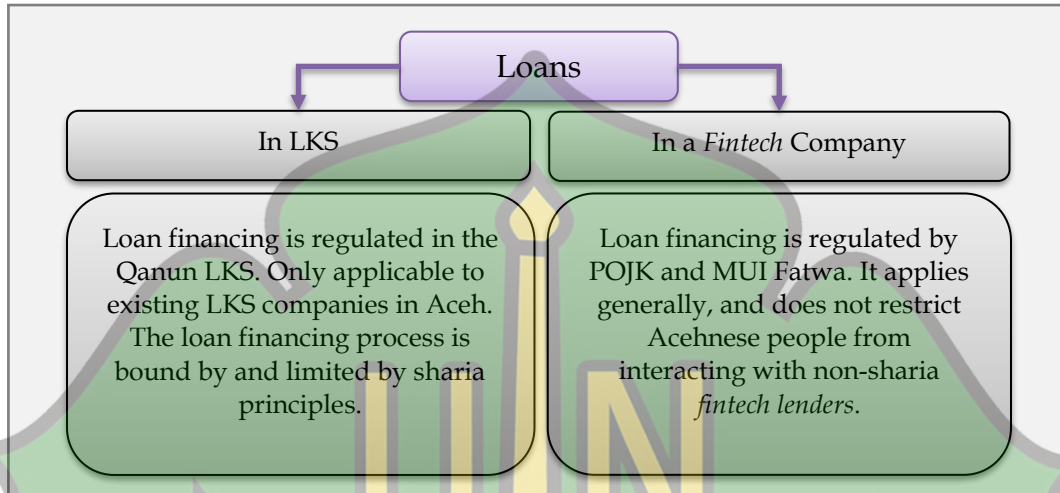 Loans
In LKS
In a Fintech Company
Loan financing is regulated in the
Qanun LKS. Only applicable to
existing LKS companies in Aceh.
The loan financing process is
bound by and limited by sharia
principles.
Loan financing is regulated by
POJK and MUI Fatwa. It applies
generally, and does not restrict
Acehnese people from
interacting with non-sharia
fintech lenders.
UIN